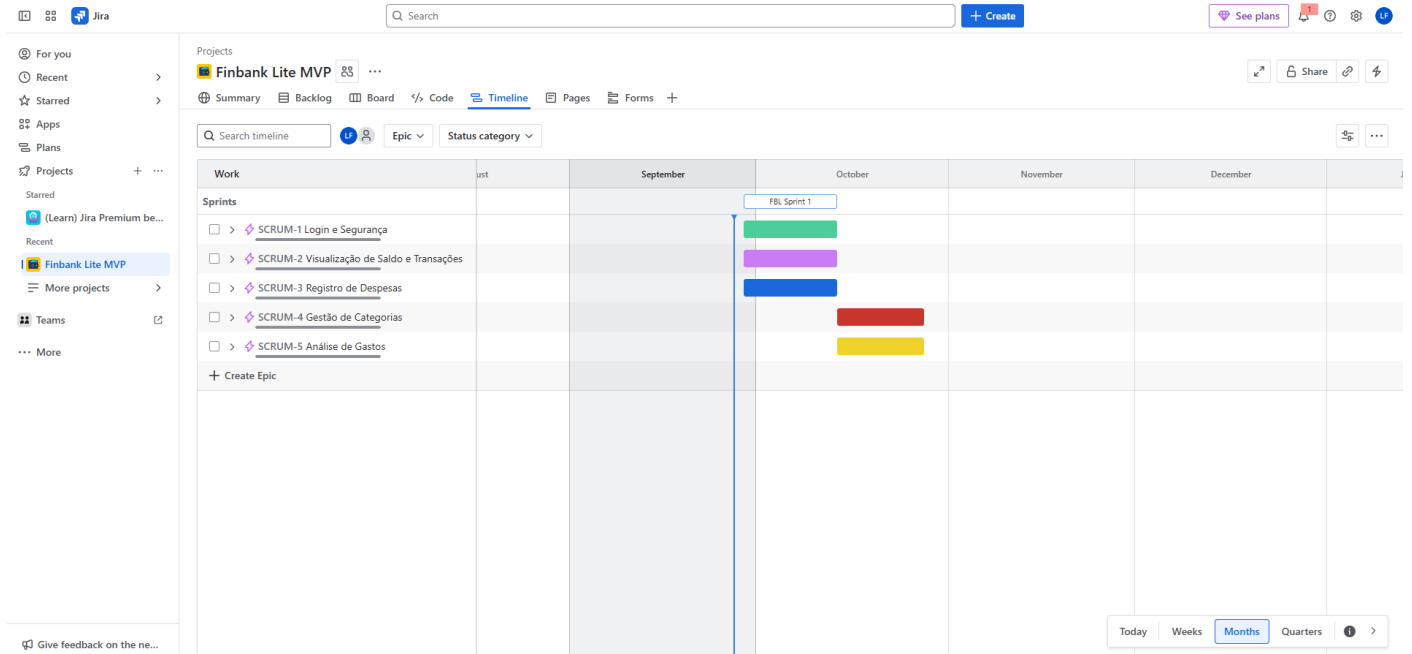 Jira
Search
+ Create
See plans
1
LF
For you
Recent
Starred
Apps
Plans
Projects
Starred
(Learn) Jira Premium be...
Recent
Finbank Lite MVP
More projects
Teams
More
Give feedback on the ne...
Projects
Finbank Lite MVP
Share
Summary
Backlog
Board
Code
Timeline
Pages
Forms
Search timeline
LF
Epic
Status category
Work
ust
September
October
November
December
Sprints
FBL Sprint 1
SCRUM-1 Login e Segurança
SCRUM-2 Visualização de Saldo e Transações
SCRUM-3 Registro de Despesas
SCRUM-4 Gestão de Categorias
SCRUM-5 Análise de Gastos
+ Create Epic
Today
Weeks
Months
Quarters